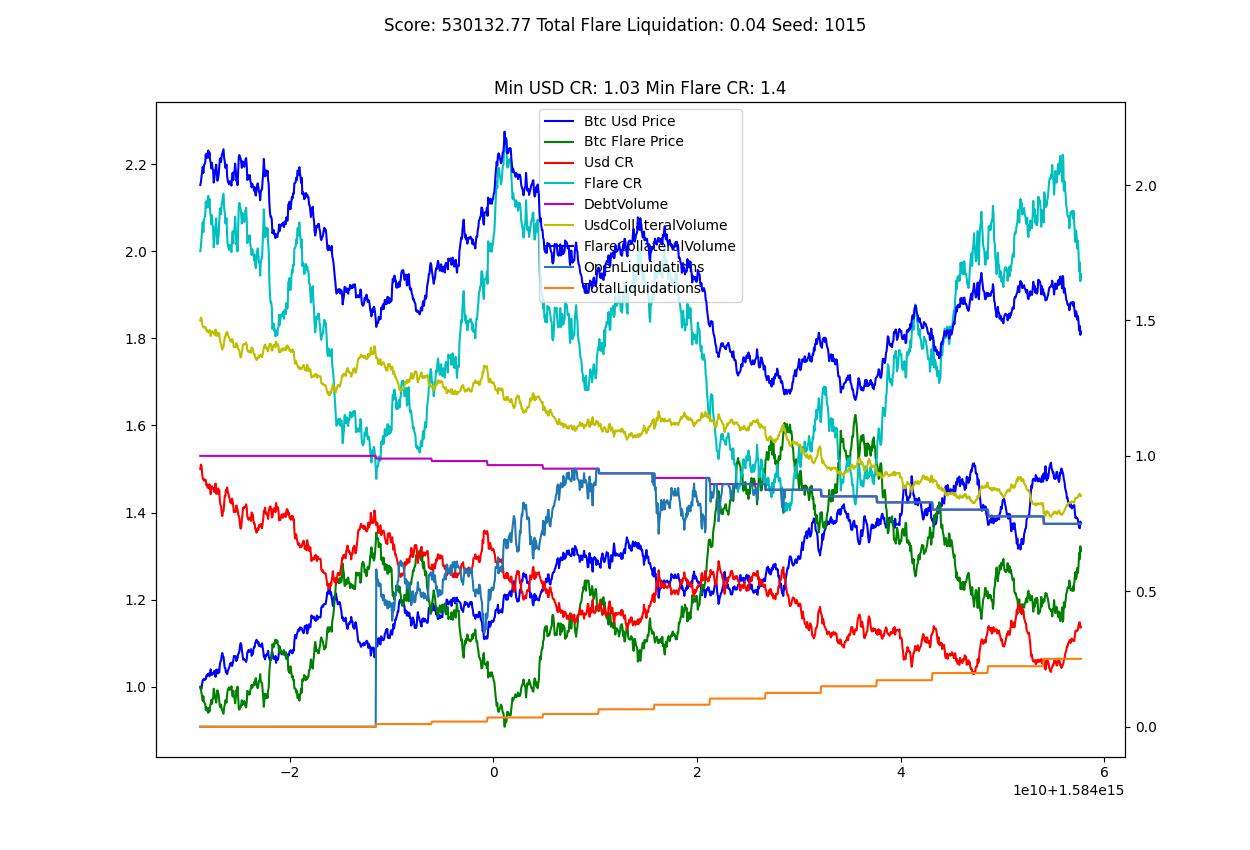 Score: 530132.77 Total Flare Liquidation: 0.04 Seed: 1015
Min USD CR: 1.03 Min Flare CR: 1.4
Btc Usd Price
Btc Flare Price
Usd CR
Flare CR
DebtVolume
UsdCollateralVolume
FlareCollateralVolume
OpenLiquidations
TotalLiquidations
2.2
2.0
1.8
1.6
1.4
1.2
1.0
2.0
1.5
1.0
0.5
0.0
−2 0 2 4 6
1e10+1.584e15